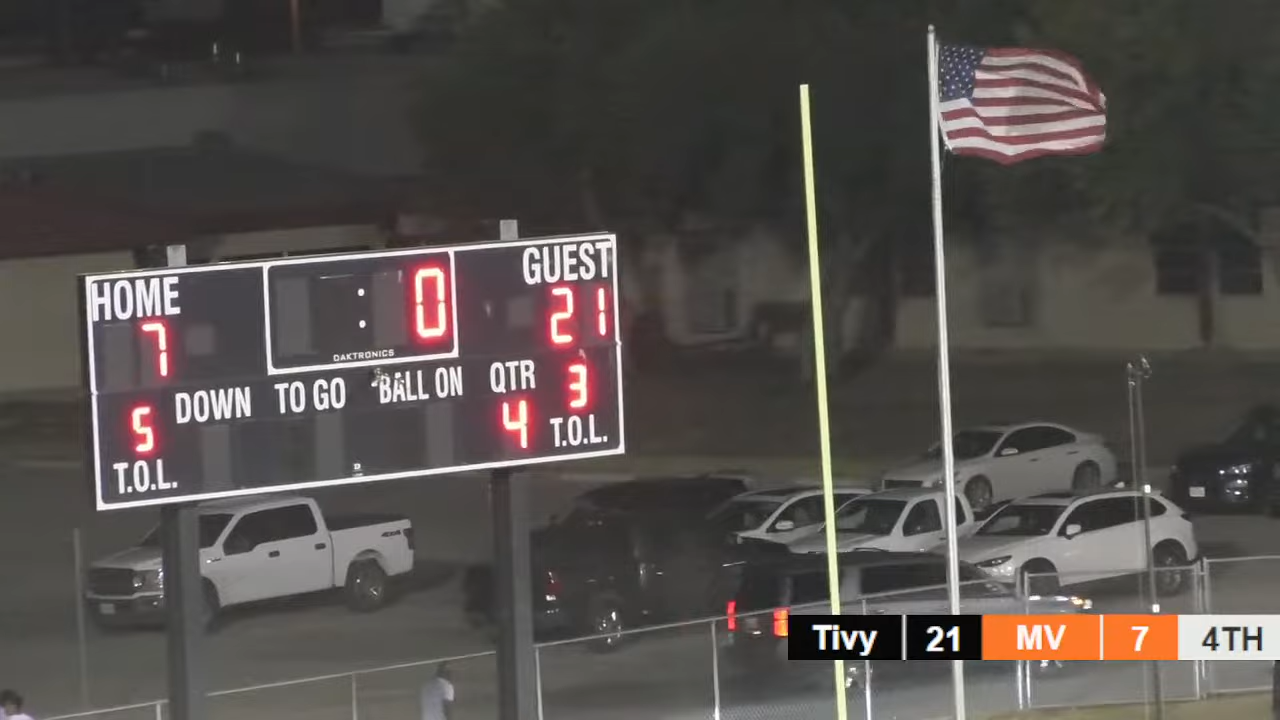 HOME
GUEST
7
: 0
21
DAKTRONICS
DOWN TO GO BALL ON QTR
5
4
3
T.O.L.
T.O.L.
Tivy 21 MV 7 4TH